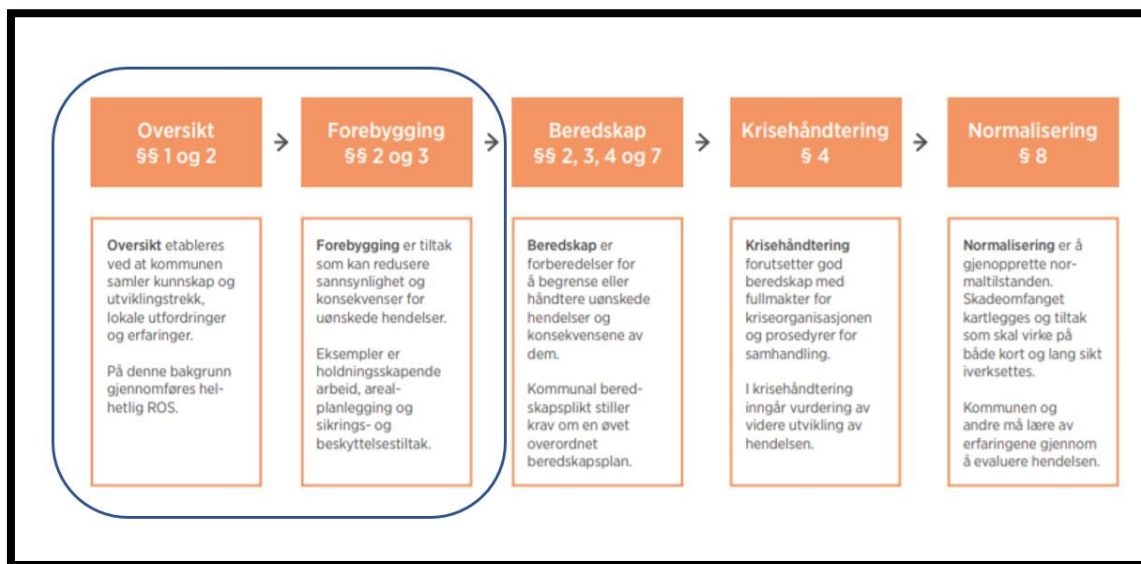 Oversikt
§§ 1 og 2
Forebygging
§§ 2 og 3
Beredskap
§§ 2, 3, 4 og 7
Krisehåndtering
§ 4
Normalisering
§ 8
Oversikt etableres
ved at kommunen
samler kunnskap og
utviklingstrekk,
lokale utfordringer
og erfaringer.
På denne bakgrunn
gjennomføres hel-
hetlig ROS.
Forebygging er tiltak
som kan redusere
sannsynlighet og
konsekvenser for
uønskede hendelser.
Eksempler er
holdningsskapende
arbeid, areal-
planlegging og
sikrings- og
beskyttelsestiltak.
Beredskap er
forberedelser for
å begrense eller
håndtere uønskede
hendelser og
konsekvensene av
dem.
Kommunal bered-
skapsplikt stiller
krav om en øvet
overordnet
beredskapsplan.
Krisehåndtering
forutsetter god
beredskap med
fullmakter for
kriseorganisasjonen
og prosedyrer for
samhandling.
I krisehåndtering
inngår vurdering av
videre utvikling av
hendelsen.
Normalisering er å
gjenopprette nor-
maltilstanden.
Skadeomfanget
kartlegges og tiltak
som skal virke på
både kort og lang sikt
iverksettes.
Kommunen og
andre må lære av
erfaringene gjennom
å evaluere hendelsen.